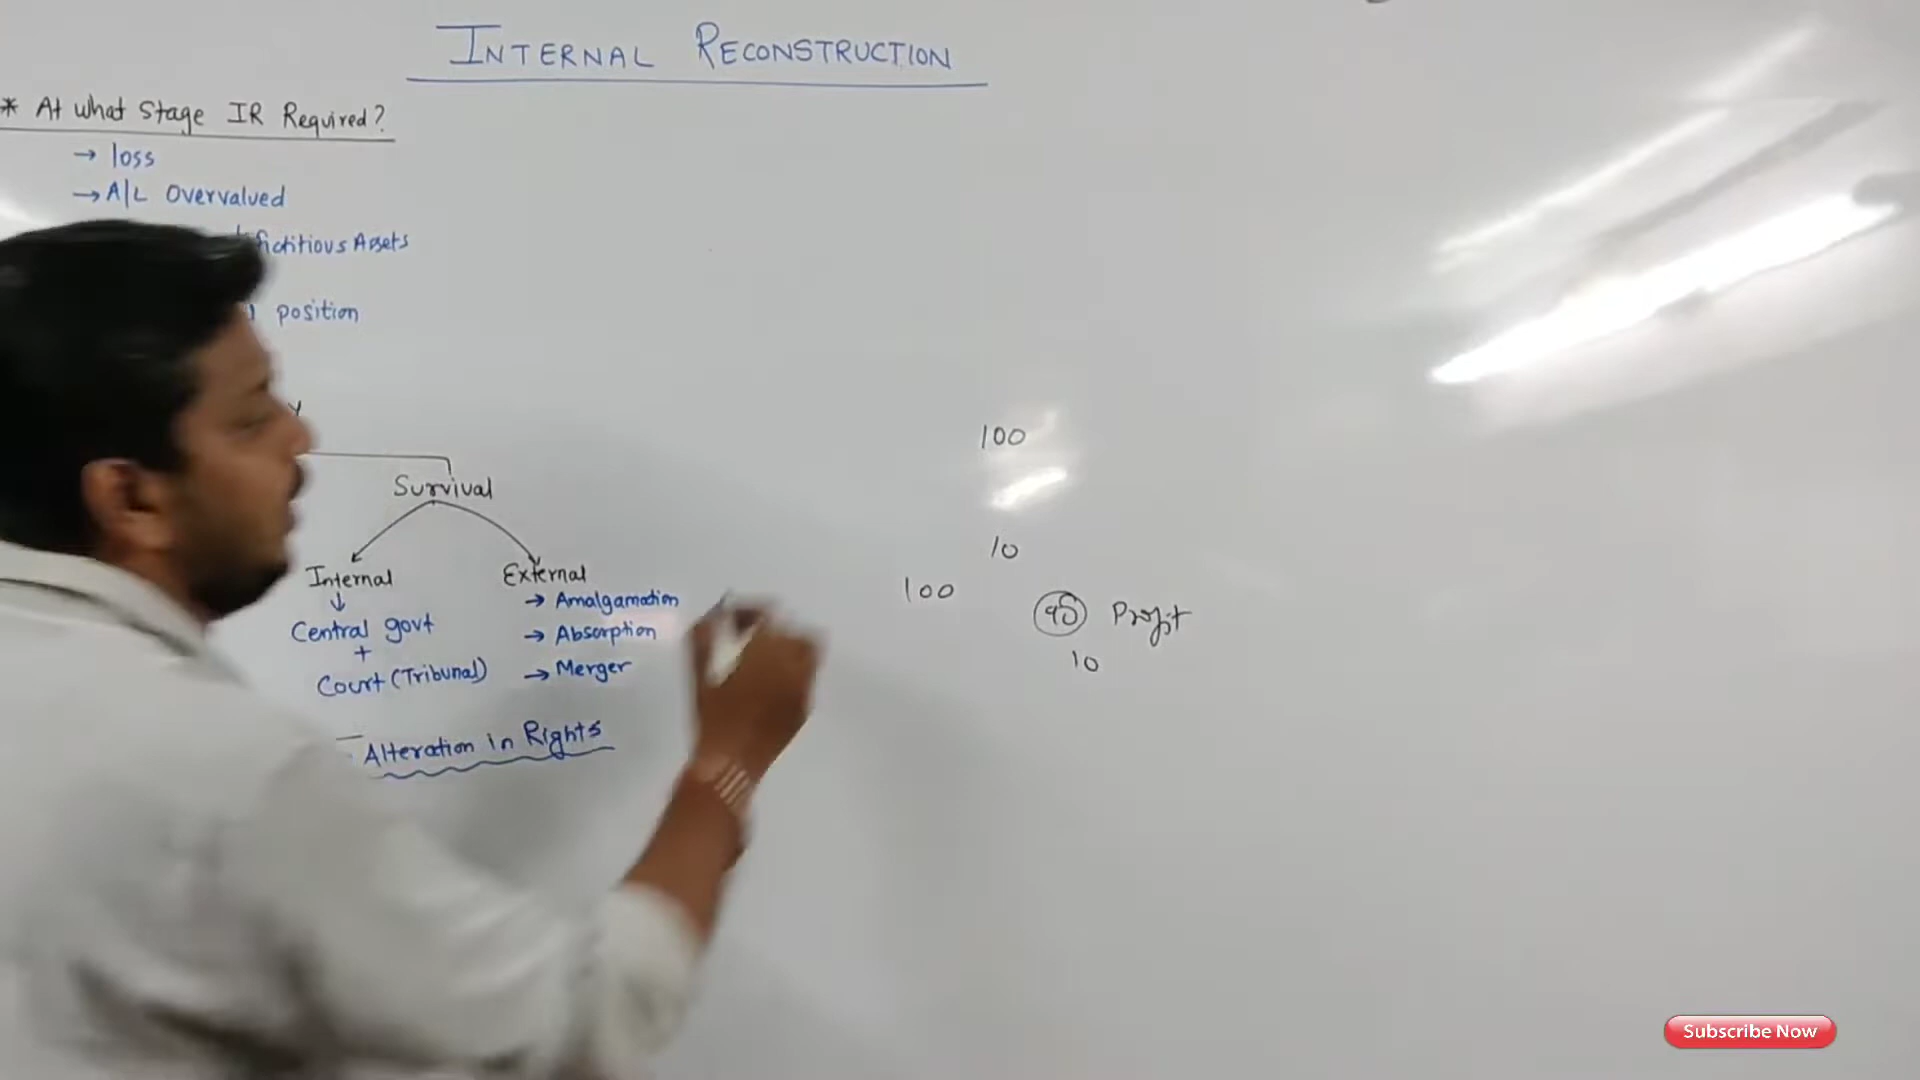 INTERNAL RECONSTRUCTION
* At what Stage IR Required?
→ loss
→ A/L Overvalued
fictitious Assets
position
Survival
Internal
External
↓
→ Amalgamation
Central govt
→ Absorption
+
Court (Tribunal)
→ Merger
Alteration in Rights
100
10
100
Profit
10
Subscribe Now